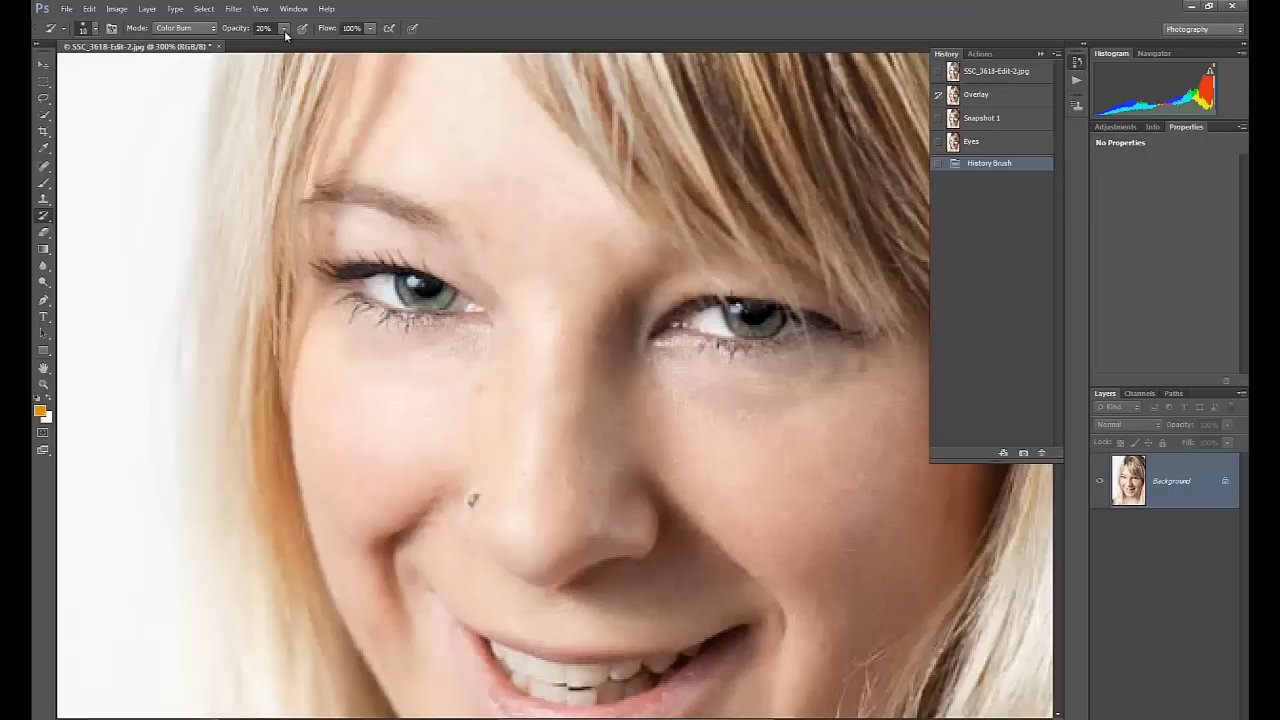 Ps File Edit Image Layer Type Select Filter View Window Help
10 Mode: Color Burn Opacity: 20% Flow: 100% Photography
© SSC_3618-Edit-2.jpg @ 300% (RGB/8) * ×
History Actions
SSC_3618-Edit-2.jpg
Overlay
Snapshot 1
Eyes
History Brush
Histogram Navigator
Adjustments Info Properties
No Properties
Layers Channels Paths
Kind
Normal Opacity: 100%
Lock: Fill: 100%
Background